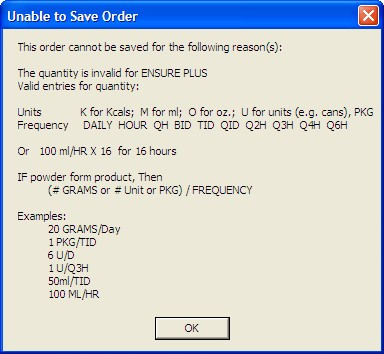 Unable to Save Order
This order cannot be saved for the following reason(s):
The quantity is invalid for ENSURE PLUS
Valid entries for quantity:
Units K for Kcals; M for ml; O for oz.; U for units (e.g. cans), PKG
Frequency DAILY HOUR QH BID TID QID Q2H Q3H Q4H Q6H
Or 100 ml/HR X 16 for 16 hours
IF powder form product, Then
(# GRAMS or # Unit or PKG) / FREQUENCY
Examples:
20 GRAMS/Day
1 PKG/TID
6 U/D
1 U/Q3H
50ml/TID
100 ML/HR
OK